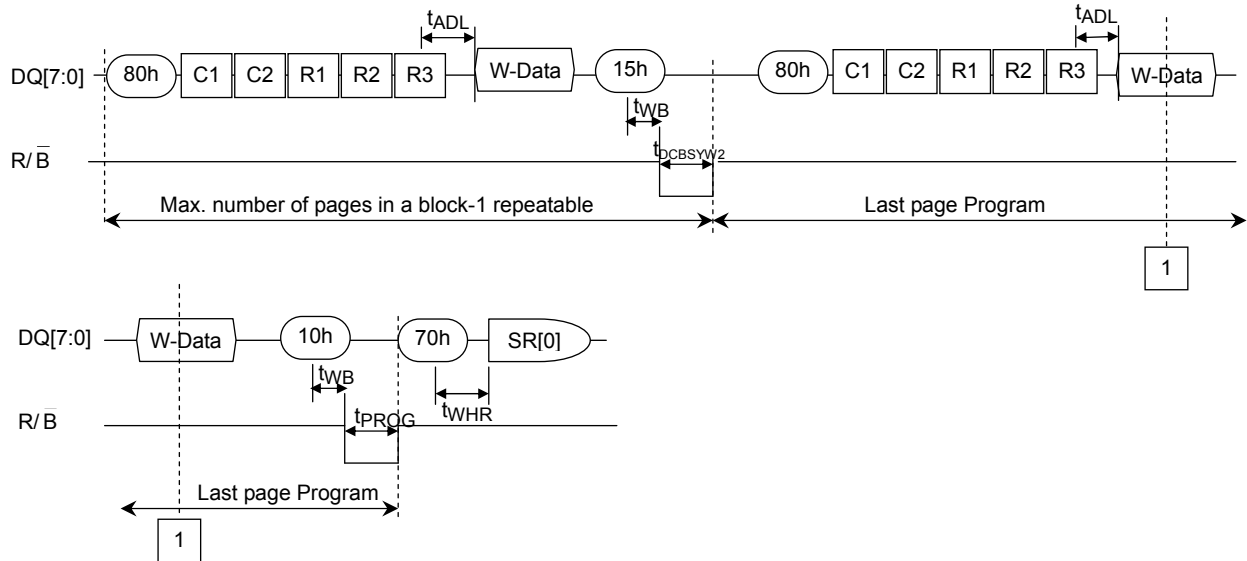 tADL tADL
DQ[7:0] 80h C1 C2 R1 R2 R3 W-Data 15h 80h C1 C2 R1 R2 R3 W-Data
tWB
R/B̅ tDCBSYW2
Max. number of pages in a block-1 repeatable Last page Program
1
DQ[7:0] W-Data 10h 70h SR[0]
tWB
R/B̅ tPROG tWHR
Last page Program
1